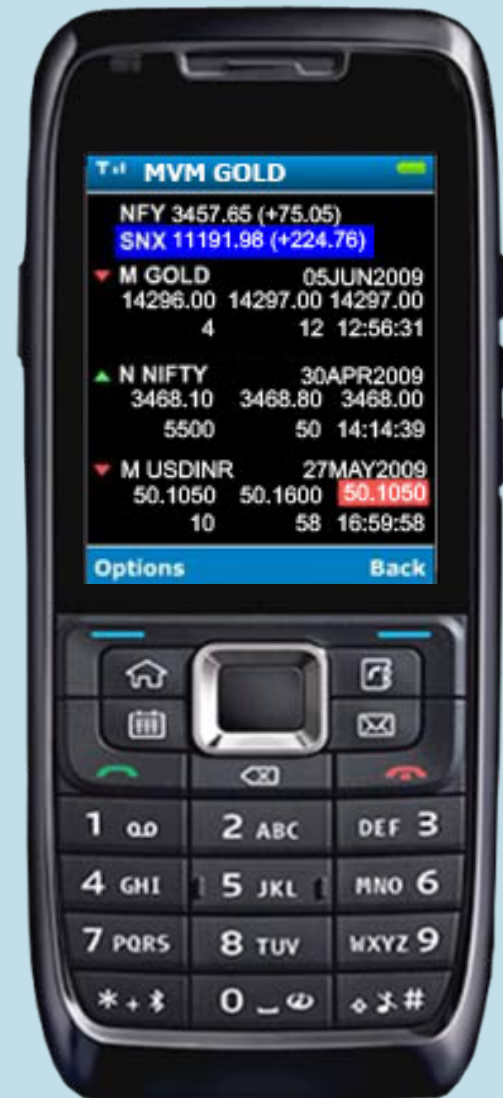 MVM GOLD
NFY 3457.65 (+75.05)
SNX 11191.98 (+224.76)
M GOLD 05JUN2009
14296.00 14297.00 14297.00
4 12 12:56:31
N NIFTY 30APR2009
3468.10 3468.80 3468.00
5500 50 14:14:39
M USDINR 27MAY2009
50.1050 50.1600 50.1050
10 58 16:59:58
Options Back
1 2 ABC DEF 3
4 GHI 5 JKL MNO 6
7 PQRS 8 TUV WXYZ 9
* + 0 #